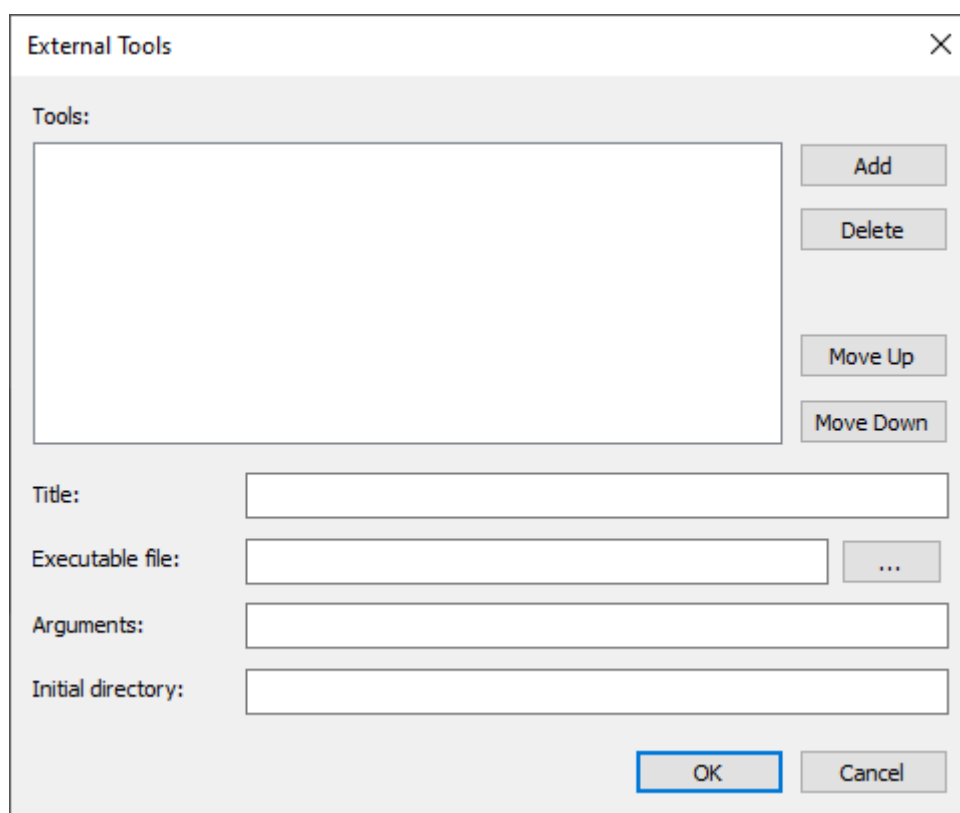 External Tools
Tools:
Add
Delete
Move Up
Move Down
Title:
Executable file:
...
Arguments:
Initial directory:
OK
Cancel